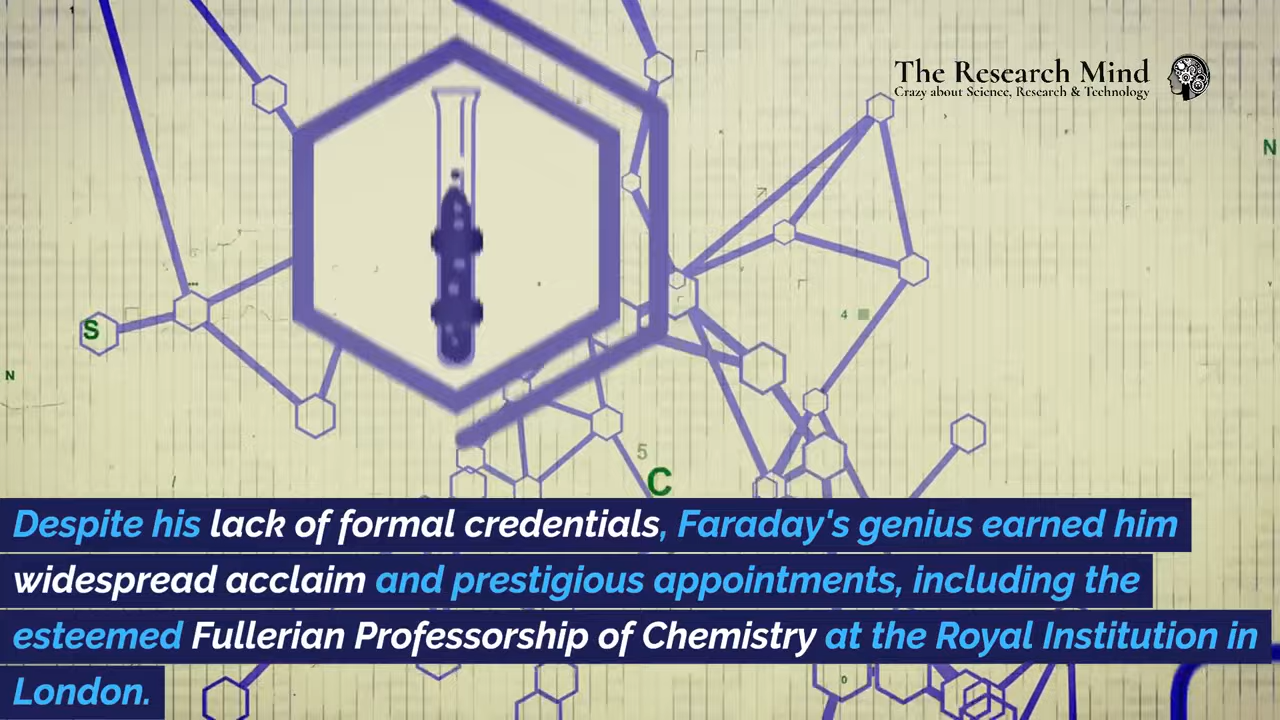 The Research Mind
Crazy about Science, Research & Technology
N
S
4
N
5
C
Despite his lack of formal credentials, Faraday's genius earned him
widespread acclaim and prestigious appointments, including the
esteemed Fullerian Professorship of Chemistry at the Royal Institution in
London.
0